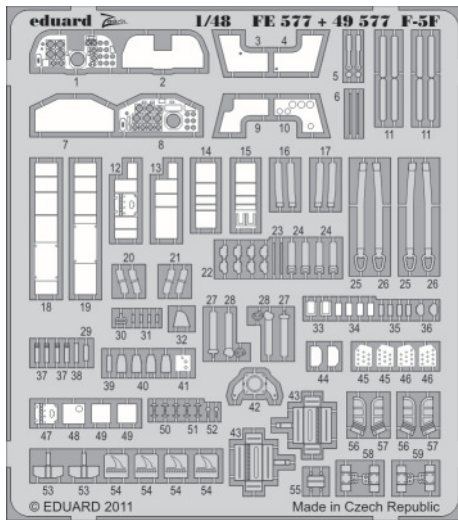 eduard 1/48 FE 577 + 49 577 F-5F
3 4
1 2 5
6
7 8 9 10 11 11
12 13 14 15 16 17
20 21 22 23 24 24
18 19 25 26 25 26
27 28 28 27
29 30 31 32 33 34 35 36
37 37 38 39 40 41 42 43 44 45 45 46 46
47 48 49 49 50 51 52 43 56 57 56 57
58 59
53 53 54 54 54 54 55
© EDUARD 2011 Made in Czech Republic